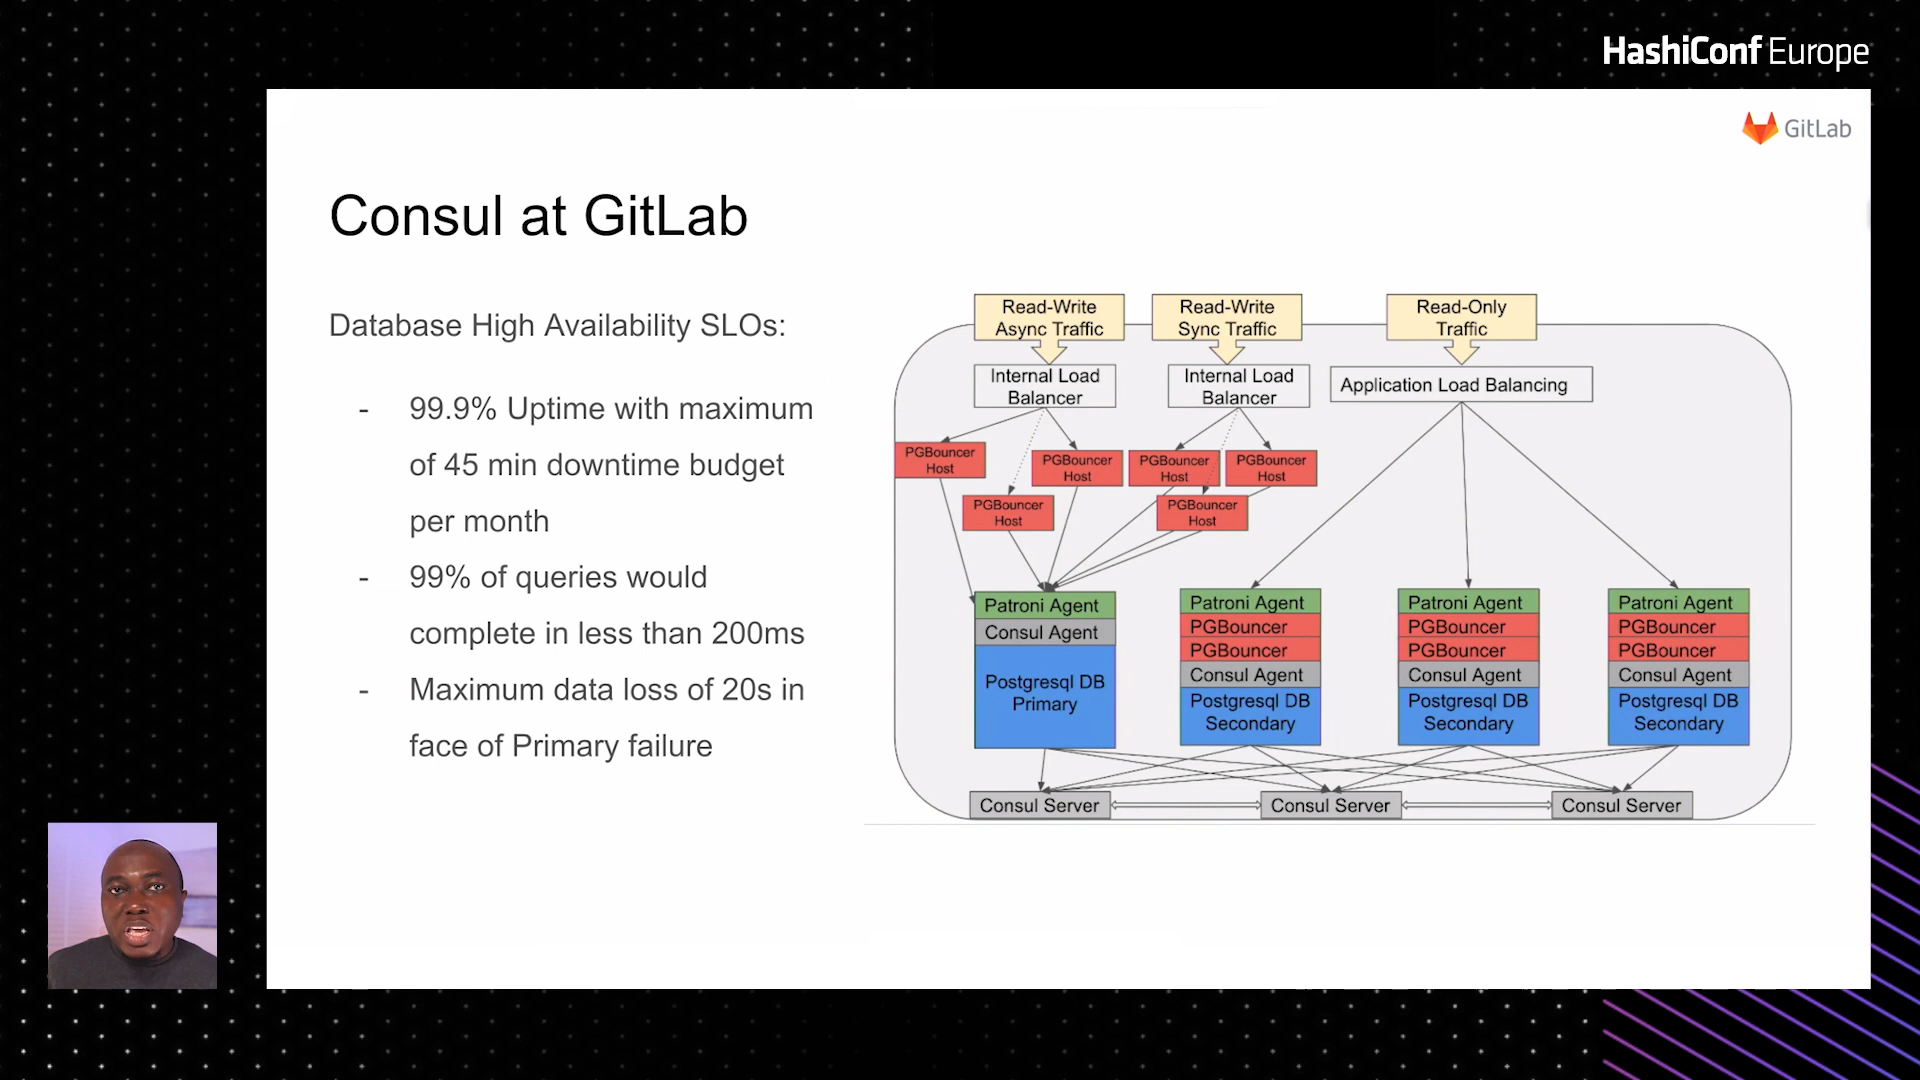 HashiConf Europe
GitLab
Consul at GitLab
Database High Availability SLOs:
- 99.9% Uptime with maximum
of 45 min downtime budget
per month
- 99% of queries would
complete in less than 200ms
- Maximum data loss of 20s in
face of Primary failure
Read-Write
Async Traffic
Read-Write
Sync Traffic
Read-Only
Traffic
Internal Load
Balancer
Internal Load
Balancer
Application Load Balancing
PGBouncer
Host
PGBouncer
Host
PGBouncer
Host
PGBouncer
Host
PGBouncer
Host
PGBouncer
Host
Patroni Agent
Consul Agent
Postgresql DB
Primary
Patroni Agent
PGBouncer
PGBouncer
Consul Agent
Postgresql DB
Secondary
Patroni Agent
PGBouncer
PGBouncer
Consul Agent
Postgresql DB
Secondary
Patroni Agent
PGBouncer
PGBouncer
Consul Agent
Postgresql DB
Secondary
Consul Server
Consul Server
Consul Server